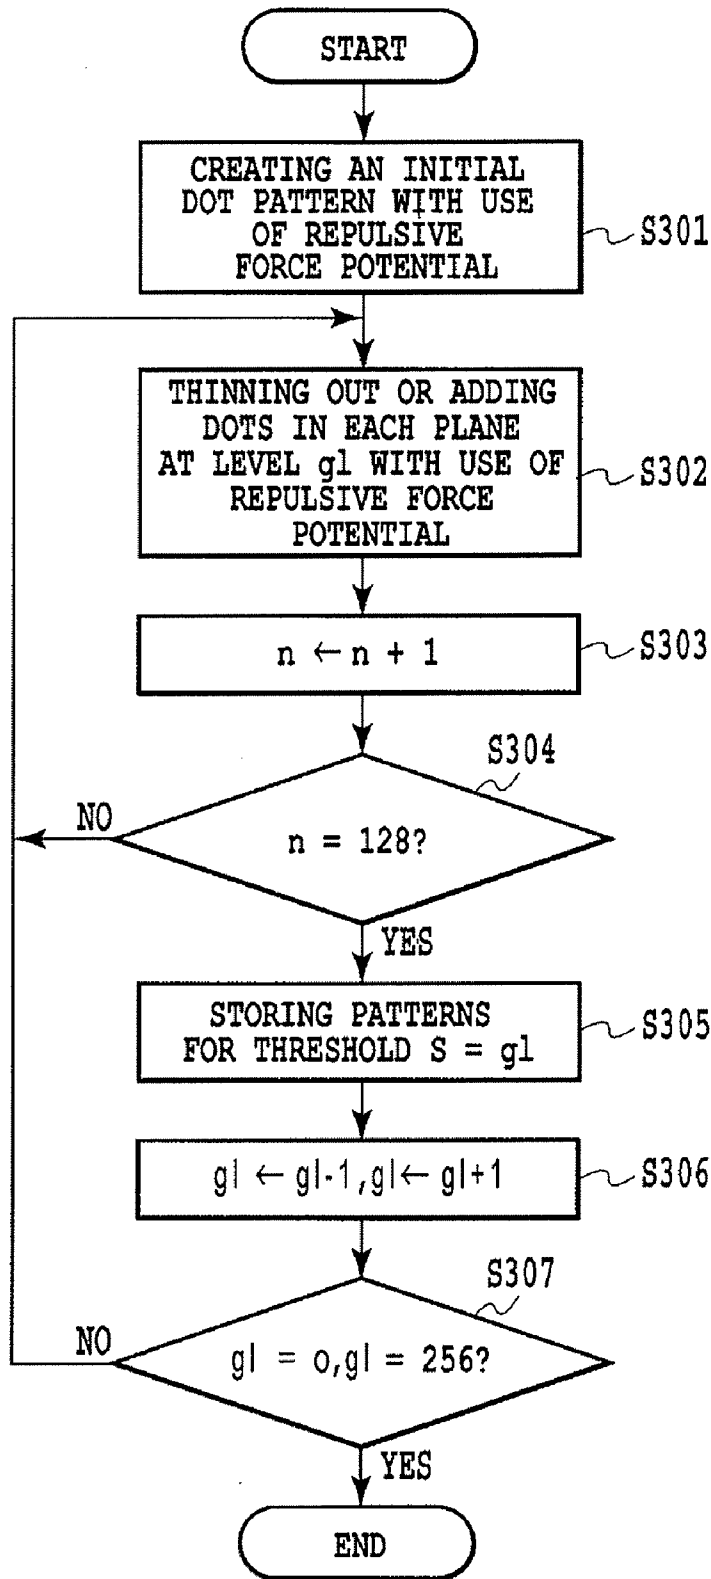 START
CREATING AN INITIAL
DOT PATTERN WITH USE
OF REPULSIVE
FORCE POTENTIAL
S301
THINNING OUT OR ADDING
DOTS IN EACH PLANE
AT LEVEL gl WITH USE OF
REPULSIVE FORCE
POTENTIAL
S302
n ← n + 1
S303
S304
n = 128?
NO
YES
STORING PATTERNS
FOR THRESHOLD S = gl
S305
gl ← gl-1,gl← gl+1
S306
S307
gl = o,gl = 256?
NO
YES
END